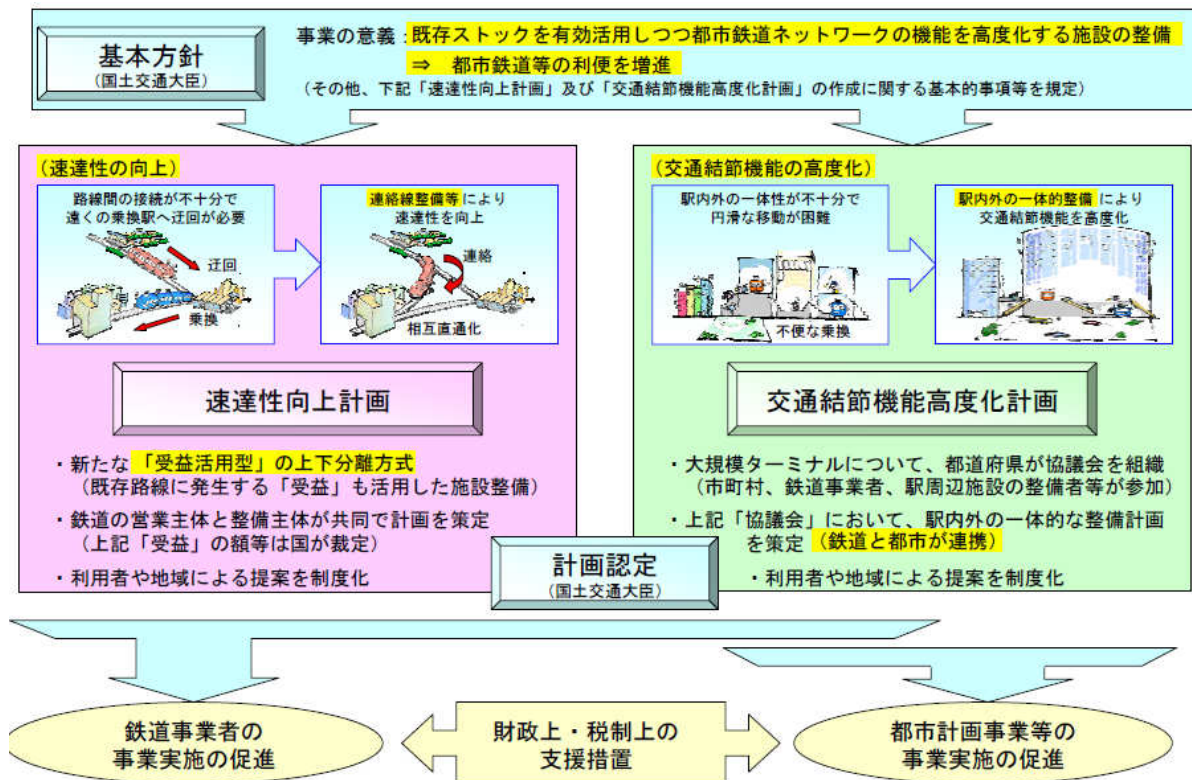 基本方針
(国土交通大臣)
事業の意義：既存ストックを有効活用しつつ都市鉄道ネットワークの機能を高度化する施設の整備
⇒ 都市鉄道等の利便を増進
(その他、下記「速達性向上計画」及び「交通結節機能高度化計画」の作成に関する基本的事項等を規定)
(速達性の向上)
路線間の接続が不十分で
遠くの乗換駅へ迂回が必要
迂回
乗換
連絡線整備等により
速達性を向上
連絡
相互直通化
速達性向上計画
・新たな「受益活用型」の上下分離方式
(既存路線に発生する「受益」も活用した施設整備)
・鉄道の営業主体と整備主体が共同で計画を策定
(上記「受益」の額等は国が裁定)
・利用者や地域による提案を制度化
(交通結節機能の高度化)
駅内外の一体性が不十分で
円滑な移動が困難
不便な乗換
駅内外の一体的整備により
交通結節機能を高度化
交通結節機能高度化計画
・大規模ターミナルについて、都道府県が協議会を組織
(市町村、鉄道事業者、駅周辺施設の整備者等が参加)
・上記「協議会」において、駅内外の一体的な整備計画
を策定(鉄道と都市が連携)
・利用者や地域による提案を制度化
計画認定
(国土交通大臣)
鉄道事業者の
事業実施の促進
財政上・税制上の
支援措置
都市計画事業等の
事業実施の促進